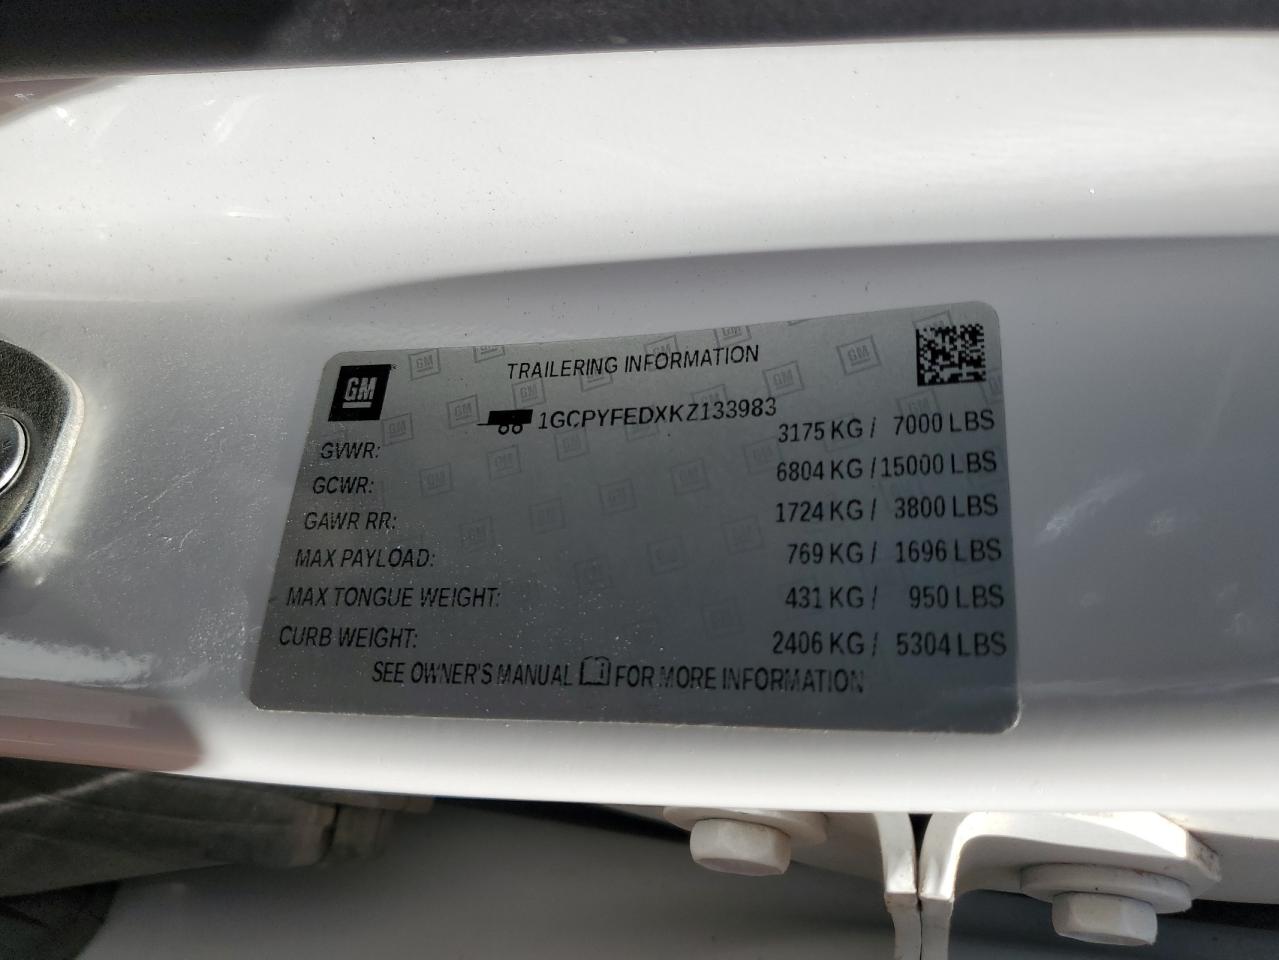 GM
TRAILERING INFORMATION
1GCPYFEDXKZ133983
GVWR: 3175 KG / 7000 LBS
GCWR: 6804 KG / 15000 LBS
GAWR RR: 1724 KG / 3800 LBS
MAX PAYLOAD: 769 KG / 1696 LBS
MAX TONGUE WEIGHT: 431 KG / 950 LBS
CURB WEIGHT: 2406 KG / 5304 LBS
SEE OWNER'S MANUAL FOR MORE INFORMATION